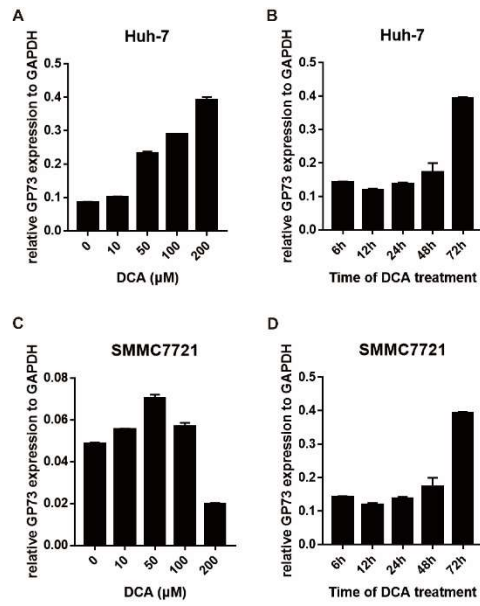 A
Huh-7
relative GP73 expression to GAPDH
0.5
0.4
0.3
0.2
0.1
0.0
0
10
50
100
200
DCA (μM)
B
Huh-7
relative GP73 expression to GAPDH
0.5
0.4
0.3
0.2
0.1
0.0
6h
12h
24h
48h
72h
Time of DCA treatment
C
SMMC7721
relative GP73 expression to GAPDH
0.08
0.06
0.04
0.02
0.00
0
10
50
100
200
DCA (μM)
D
SMMC7721
relative GP73 expression to GAPDH
0.5
0.4
0.3
0.2
0.1
0.0
6h
12h
24h
48h
72h
Time of DCA treatment